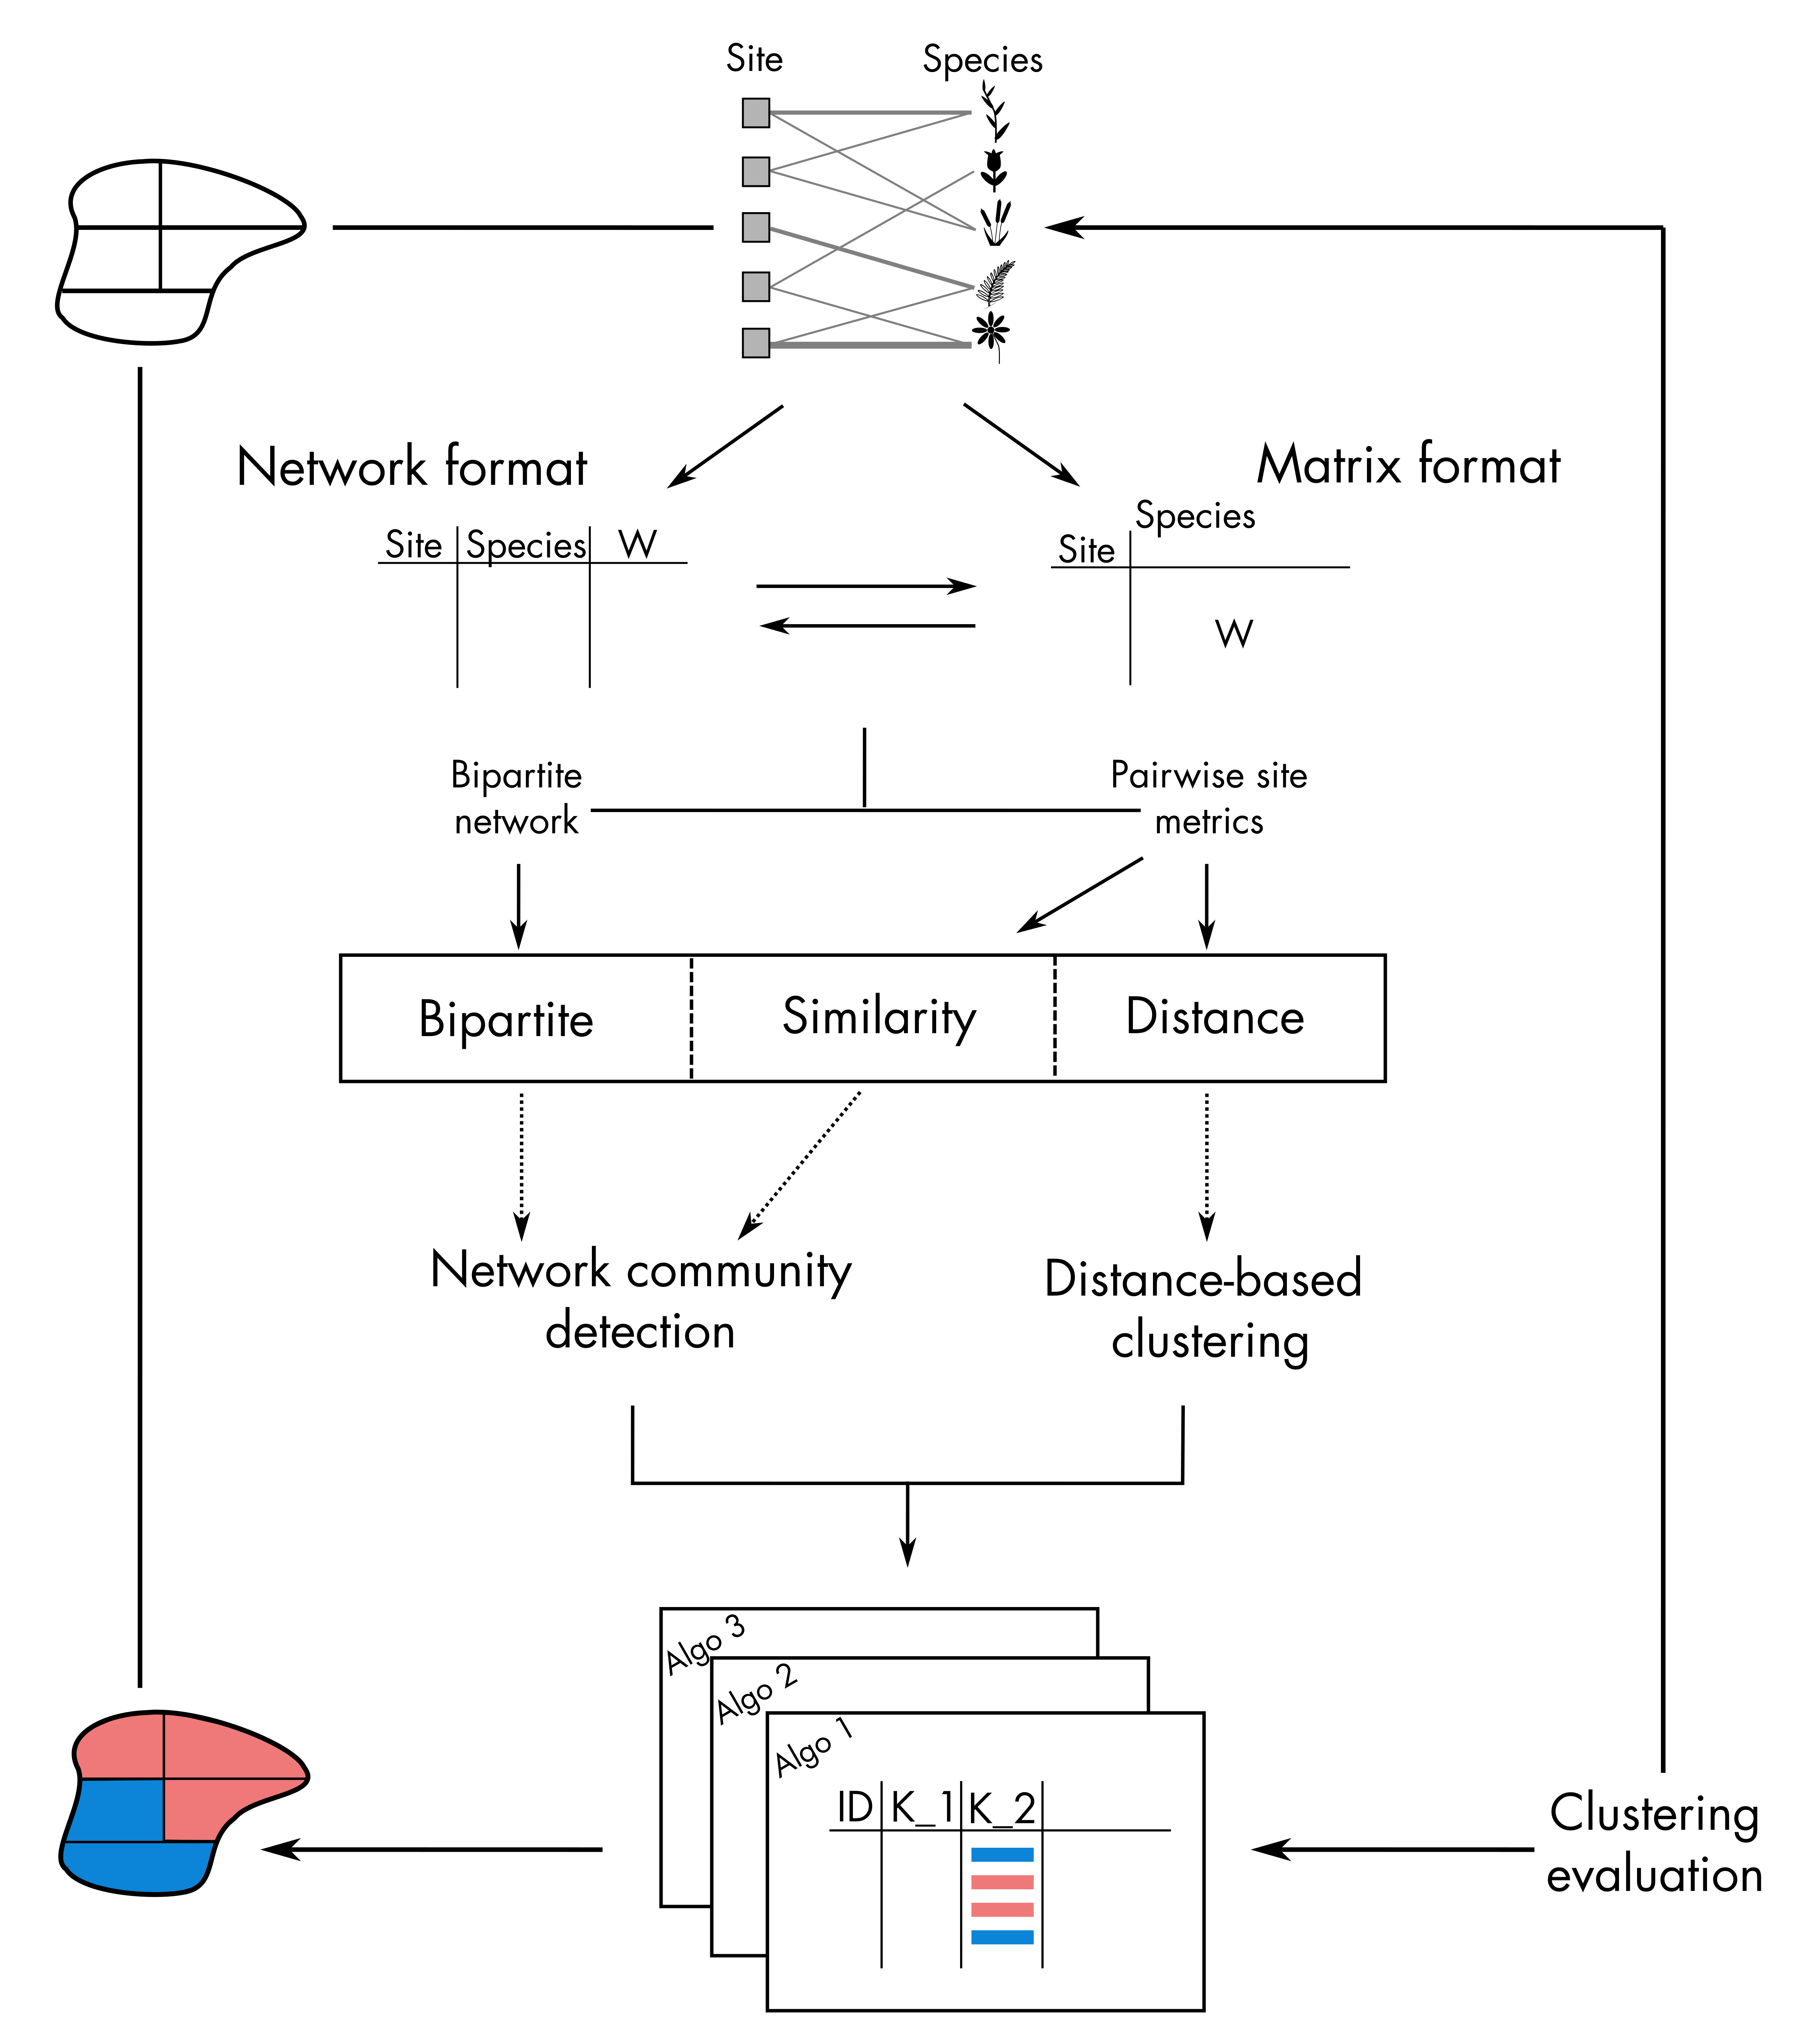 Site
Species
Network format
Matrix format
Site Species W
Species
Site
W
Bipartite
network
Pairwise site
metrics
Bipartite
Similarity
Distance
Network community
detection
Distance-based
clustering
Algo 3
Algo 2
Algo 1
ID K_1 K_2
Clustering
evaluation